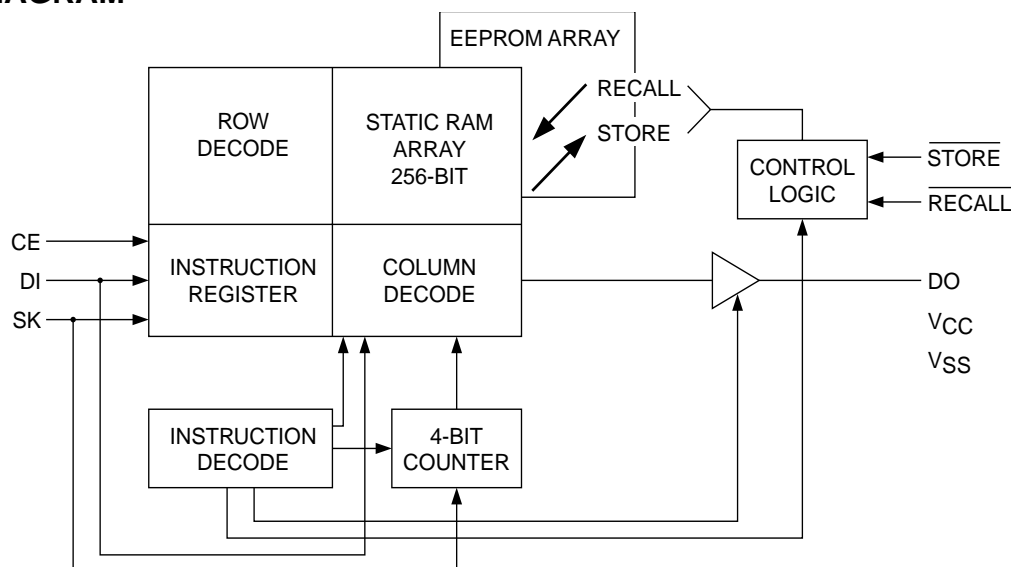 EEPROM ARRAY
ROW
DECODE
STATIC RAM
ARRAY
256-BIT
RECALL
STORE
CONTROL
LOGIC
STORE
RECALL
CE
DI
SK
INSTRUCTION
REGISTER
COLUMN
DECODE
DO
VCC
VSS
INSTRUCTION
DECODE
4-BIT
COUNTER